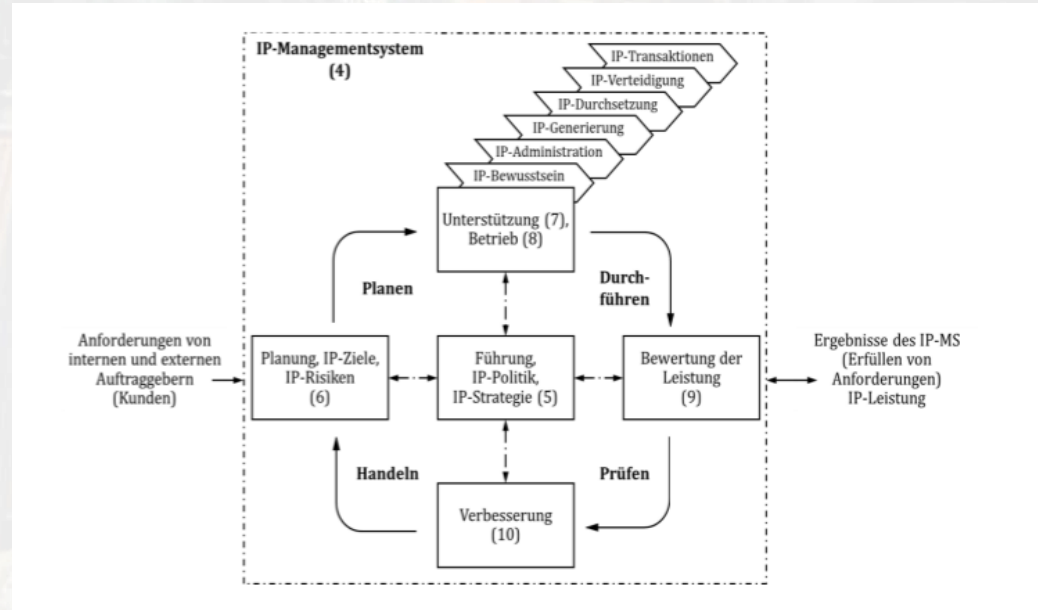 IP-Managementsystem
(4)
IP-Transaktionen
IP-Verteidigung
IP-Durchsetzung
IP-Generierung
IP-Administration
IP-Bewusstsein
Unterstützung (7),
Betrieb (8)
Planen
Durch-
führen
Anforderungen von
internen und externen
Auftraggebern
(Kunden)
Planung, IP-Ziele,
IP-Risiken
(6)
Führung,
IP-Politik,
IP-Strategie (5)
Bewertung der
Leistung
(9)
Ergebnisse des IP-MS
(Erfüllen von
Anforderungen)
IP-Leistung
Handeln
Prüfen
Verbesserung
(10)